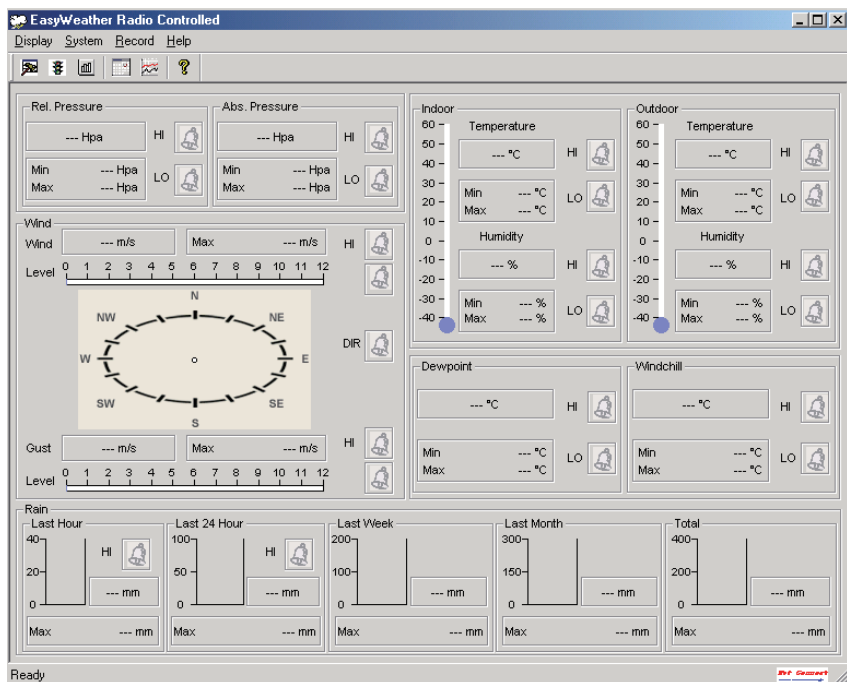 EasyWeather Radio Controlled
Display System Record Help
Rel. Pressure
--- Hpa
HI
Min --- Hpa
Max --- Hpa
LO
Abs. Pressure
--- Hpa
HI
Min --- Hpa
Max --- Hpa
LO
Wind
Wind --- m/s Max --- m/s HI
Level 0 1 2 3 4 5 6 7 8 9 10 11 12
N
NW NE
W E
SW SE
S
DIR
Gust --- m/s Max --- m/s HI
Level 0 1 2 3 4 5 6 7 8 9 10 11 12
Indoor
60
50
40
30
20
10
0
-10
-20
-30
-40
Temperature
--- °C
HI
Min --- °C
Max --- °C
LO
Humidity
--- %
HI
Min --- %
Max --- %
LO
Outdoor
60
50
40
30
20
10
0
-10
-20
-30
-40
Temperature
--- °C
HI
Min --- °C
Max --- °C
LO
Humidity
--- %
HI
Min --- %
Max --- %
LO
Dewpoint
--- °C
HI
Min --- °C
Max --- °C
LO
Windchill
--- °C
HI
Min --- °C
Max --- °C
LO
Rain
Last Hour
40
20
0
HI
--- mm
Max --- mm
Last 24 Hour
100
50
0
HI
--- mm
Max --- mm
Last Week
200
100
0
--- mm
Max --- mm
Last Month
300
150
0
--- mm
Max --- mm
Total
400
200
0
--- mm
Max --- mm
Ready
Not Connect